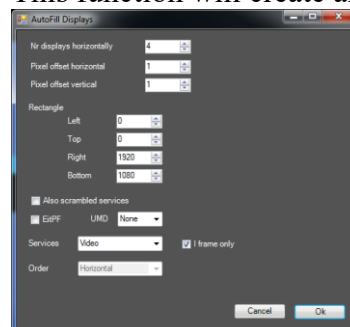 This function will create a
AutoFill Displays
Nr displays horizontally 4
Pixel offset horizontal 1
Pixel offset vertical 1
Rectangle
Left 0
Top 0
Right 1920
Bottom 1080
Also scrambled services
EitPF UMD None
Services Video I frame only
Order Horizontal
Cancel Ok